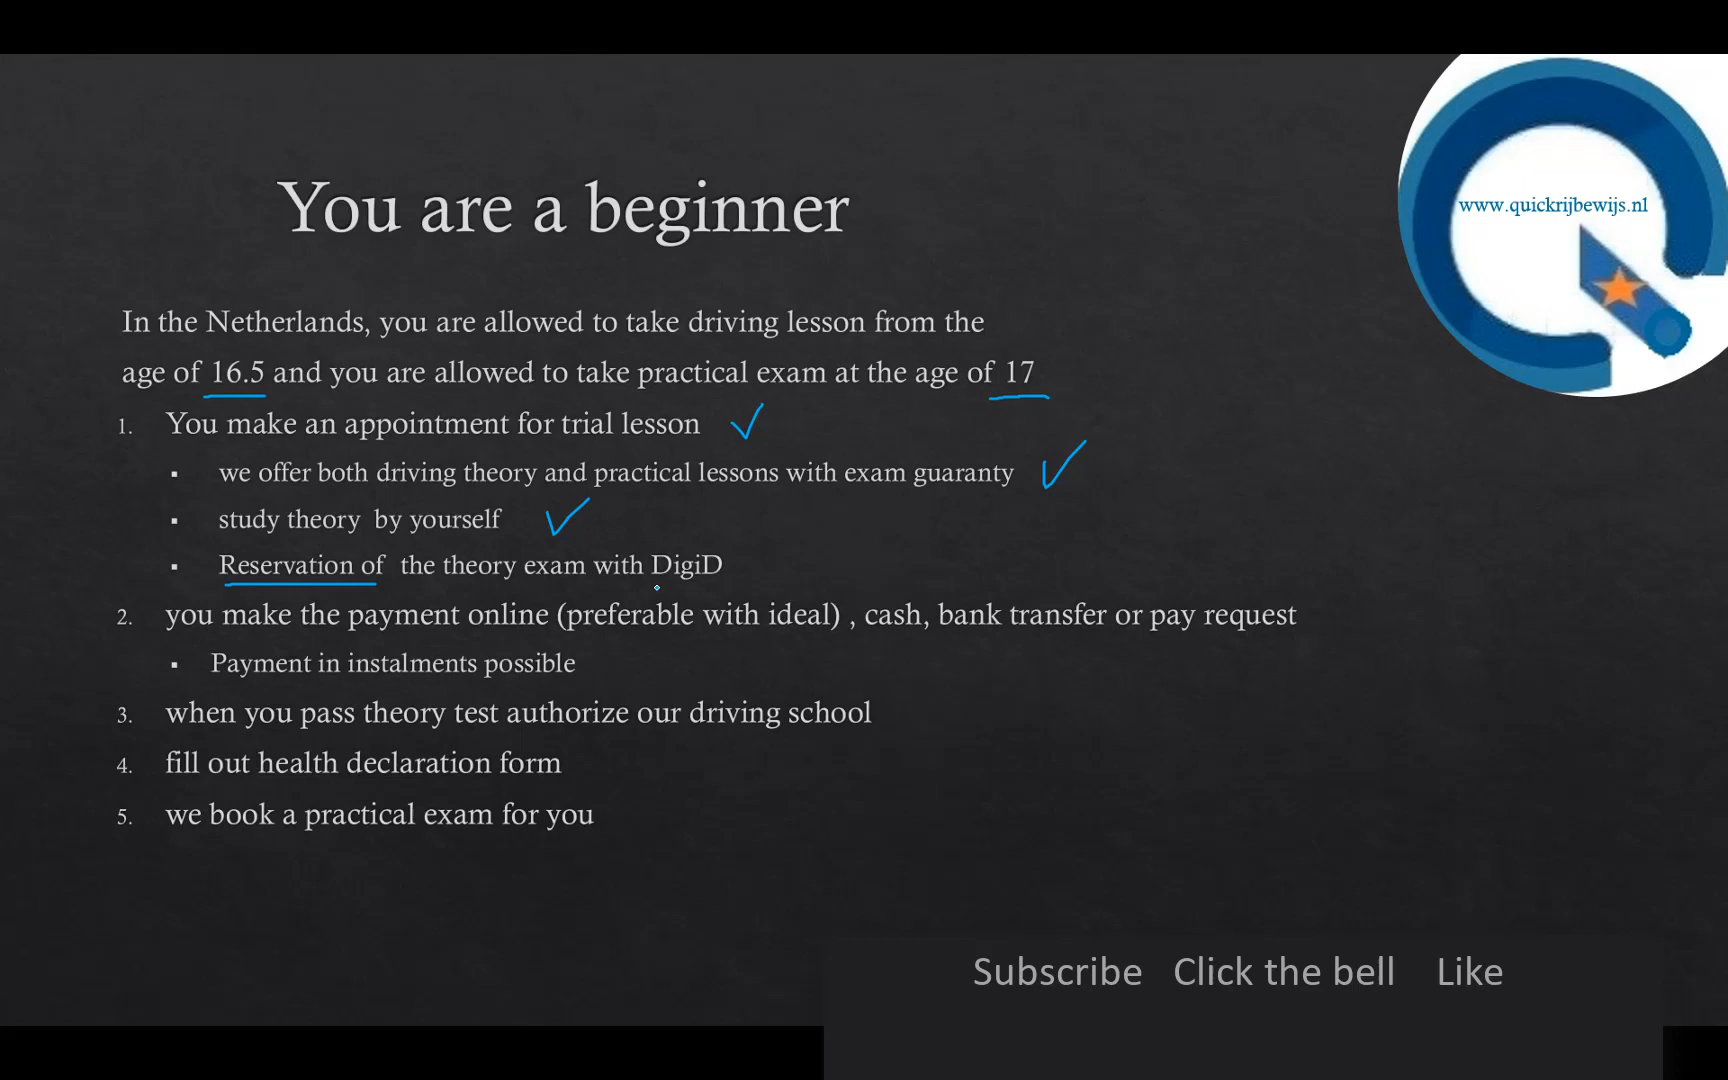 www.quickrijbewijs.nl
You are a beginner
In the Netherlands, you are allowed to take driving lesson from the
age of 16.5 and you are allowed to take practical exam at the age of 17
1. You make an appointment for trial lesson
▪ we offer both driving theory and practical lessons with exam guaranty
▪ study theory by yourself
▪ Reservation of the theory exam with DigiD
2. you make the payment online (preferable with ideal) , cash, bank transfer or pay request
▪ Payment in instalments possible
3. when you pass theory test authorize our driving school
4. fill out health declaration form
5. we book a practical exam for you
Subscribe Click the bell Like